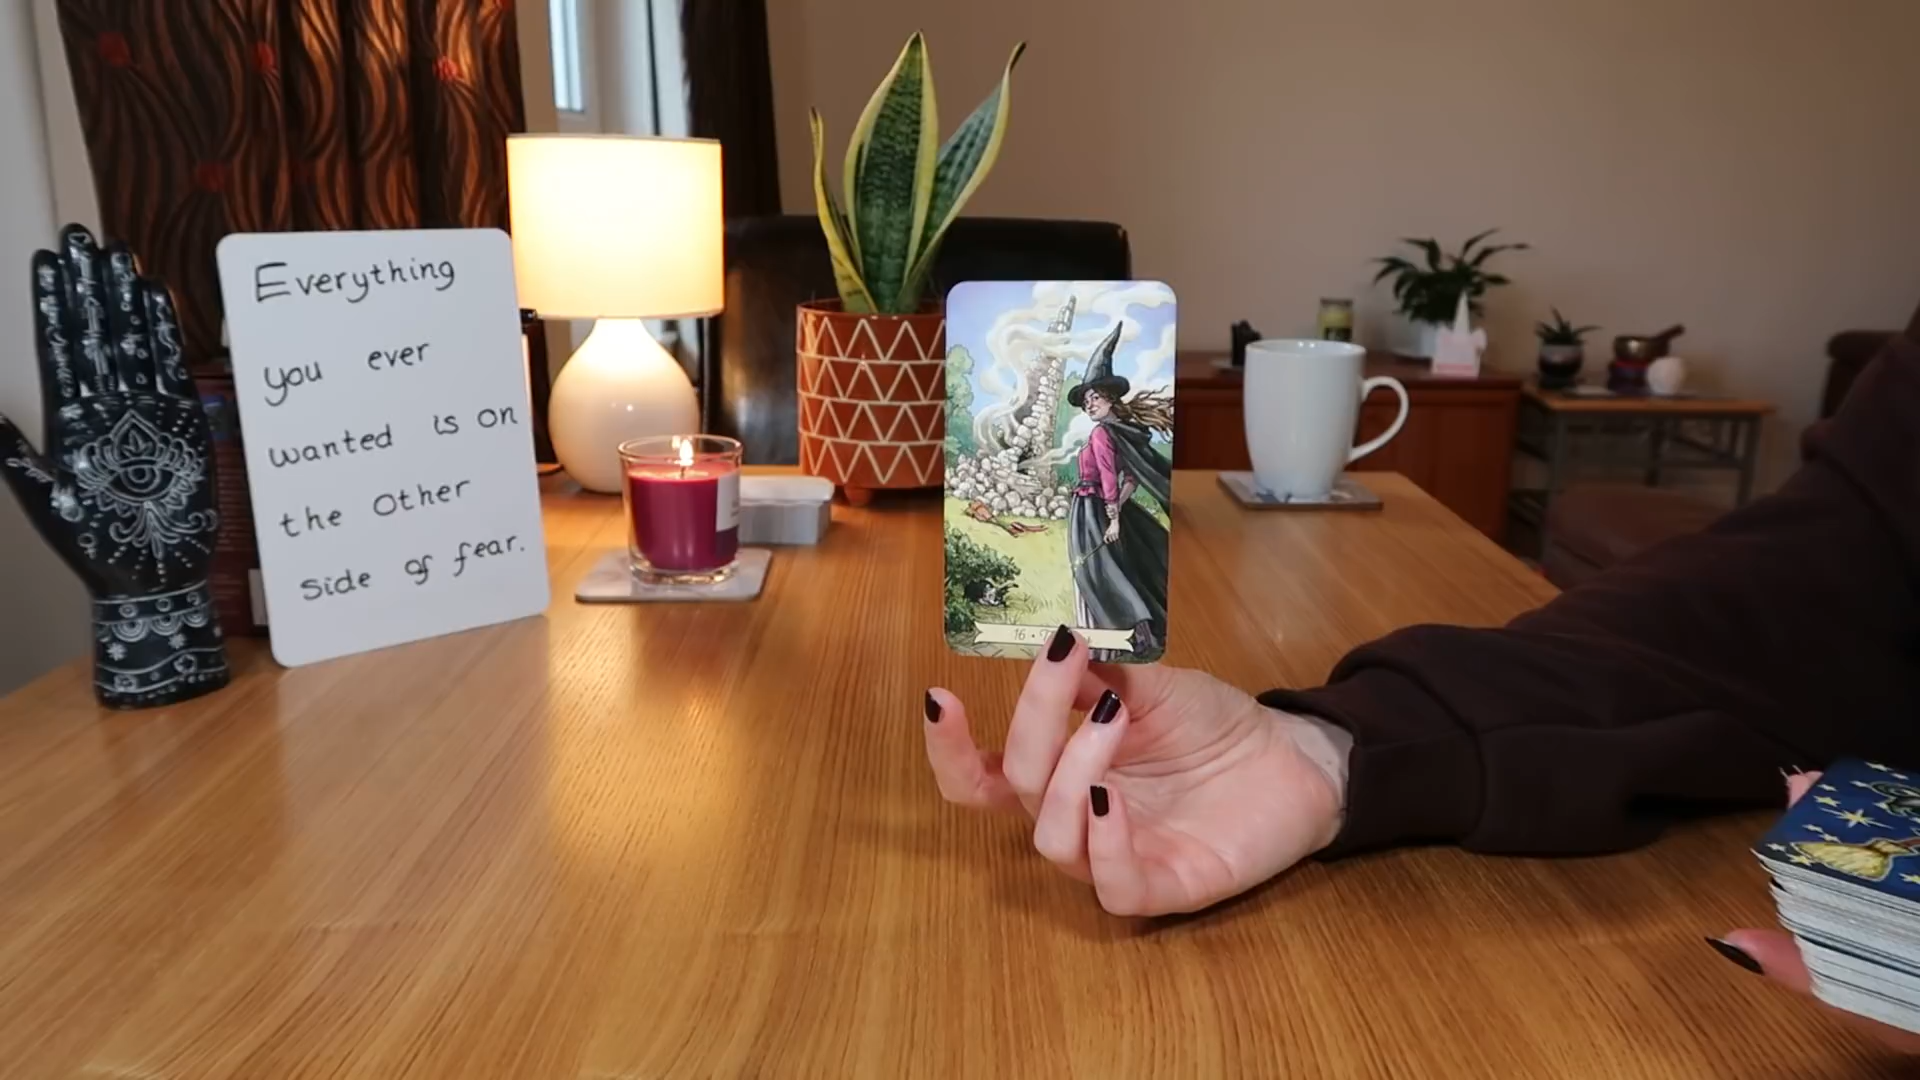 Everything
you ever
wanted is on
the other
side of fear.
16 •